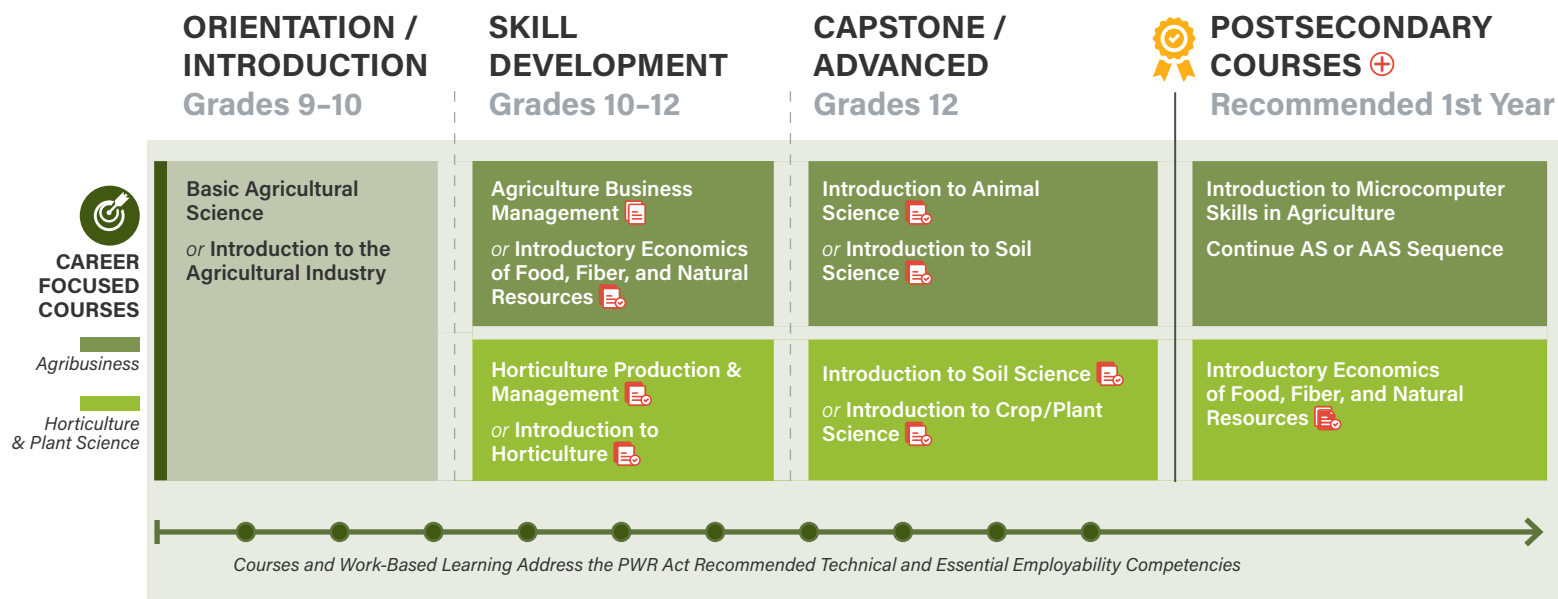 ORIENTATION /
INTRODUCTION
Grades 9–10
SKILL
DEVELOPMENT
Grades 10–12
CAPSTONE /
ADVANCED
Grades 12
POSTSECONDARY
COURSES
Recommended 1st Year
CAREER
FOCUSED
COURSES
Agribusiness
Horticulture
& Plant Science
Basic Agricultural
Science
or Introduction to the
Agricultural Industry
Agriculture Business
Management
or Introductory Economics
of Food, Fiber, and Natural
Resources
Introduction to Animal
Science
or Introduction to Soil
Science
Introduction to Microcomputer
Skills in Agriculture
Continue AS or AAS Sequence
Horticulture Production &
Management
or Introduction to
Horticulture
Introduction to Soil Science
or Introduction to Crop/Plant
Science
Introductory Economics
of Food, Fiber, and Natural
Resources
Courses and Work-Based Learning Address the PWR Act Recommended Technical and Essential Employability Competencies